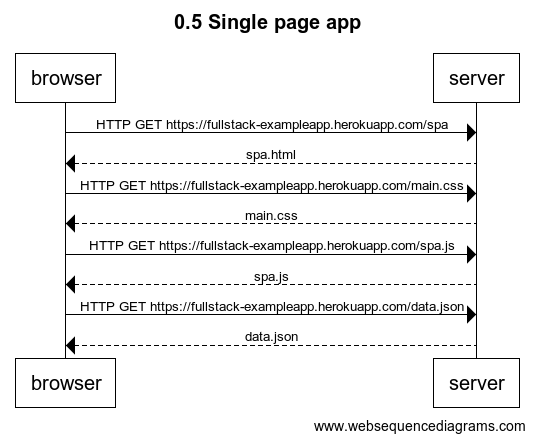 0.5 Single page app
browser
server
HTTP GET https://fullstack-exampleapp.herokuapp.com/spa
spa.html
HTTP GET https://fullstack-exampleapp.herokuapp.com/main.css
main.css
HTTP GET https://fullstack-exampleapp.herokuapp.com/spa.js
spa.js
HTTP GET https://fullstack-exampleapp.herokuapp.com/data.json
data.json
browser
server
www.websequencediagrams.com